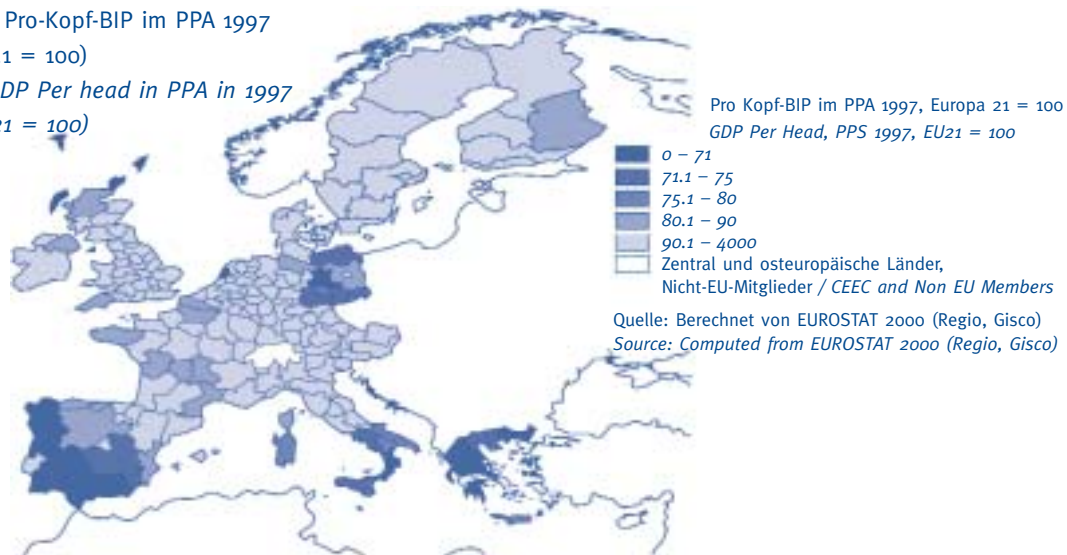 Pro-Kopf-BIP im PPA 1997
21 = 100)
GDP Per head in PPA in 1997
21 = 100)
Pro Kopf-BIP im PPA 1997, Europa 21 = 100
GDP Per Head, PPS 1997, EU21 = 100
0 – 71
71.1 – 75
75.1 – 80
80.1 – 90
90.1 – 4000
Zentral und osteuropäische Länder,
Nicht-EU-Mitglieder / CEEC and Non EU Members
Quelle: Berechnet von EUROSTAT 2000 (Regio, Gisco)
Source: Computed from EUROSTAT 2000 (Regio, Gisco)